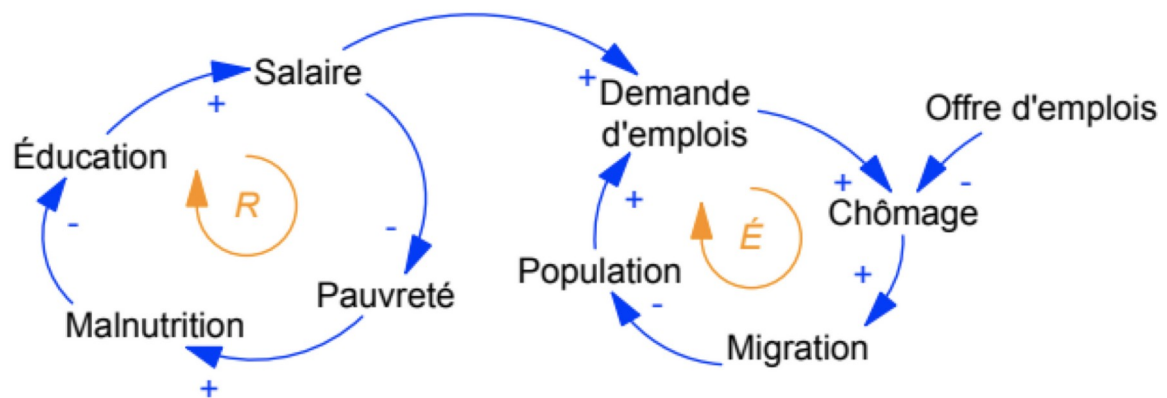 Salaire
+
Éducation
R
-
-
Malnutrition
Pauvreté
+
+
Demande
d'emplois
Offre d'emplois
+
-
Chômage
+
É
Population
-
+
Migration